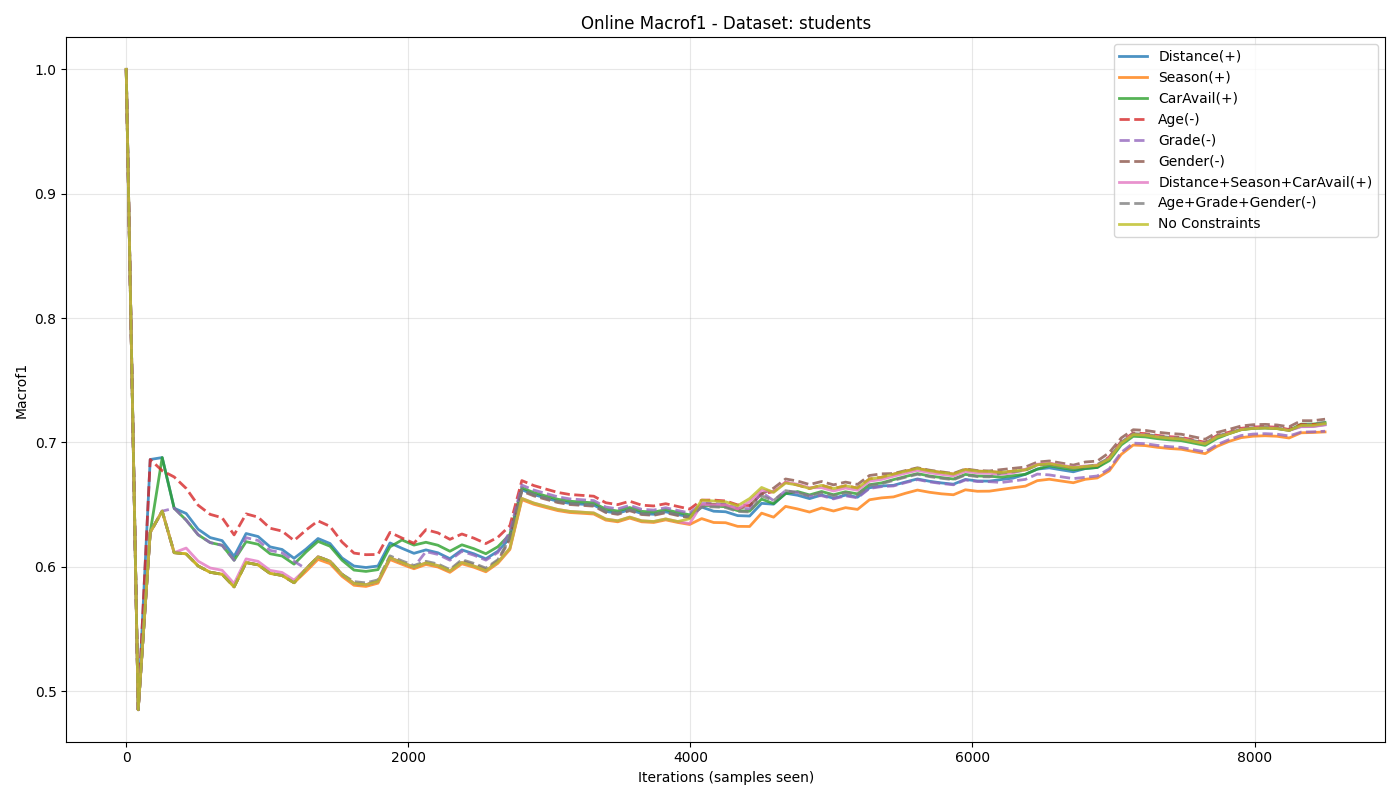 Online Macrof1 - Dataset: students
Macrof1
1.0
0.9
0.8
0.7
0.6
0.5
Distance(+)
Season(+)
CarAvail(+)
Age(-)
Grade(-)
Gender(-)
Distance+Season+CarAvail(+)
Age+Grade+Gender(-)
No Constraints
0 2000 4000 6000 8000
Iterations (samples seen)